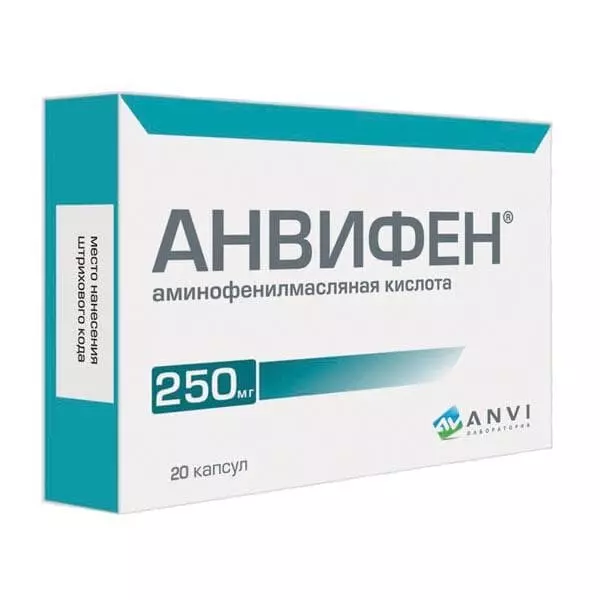 АНВИФЕН®
аминофенилмасляная кислота
250мг
20 капсул
ANVI
ЛАБОРАТОРИЯ
место нанесения
штрихового кода